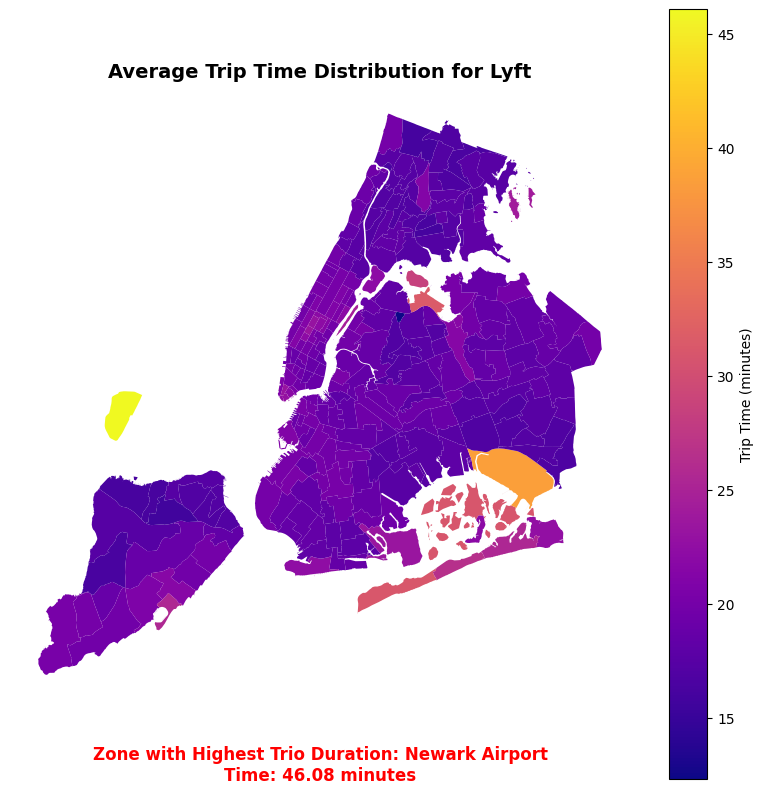 Average Trip Time Distribution for Lyft
45
40
35
30
25
20
15
Trip Time (minutes)
Zone with Highest Trio Duration: Newark Airport
Time: 46.08 minutes